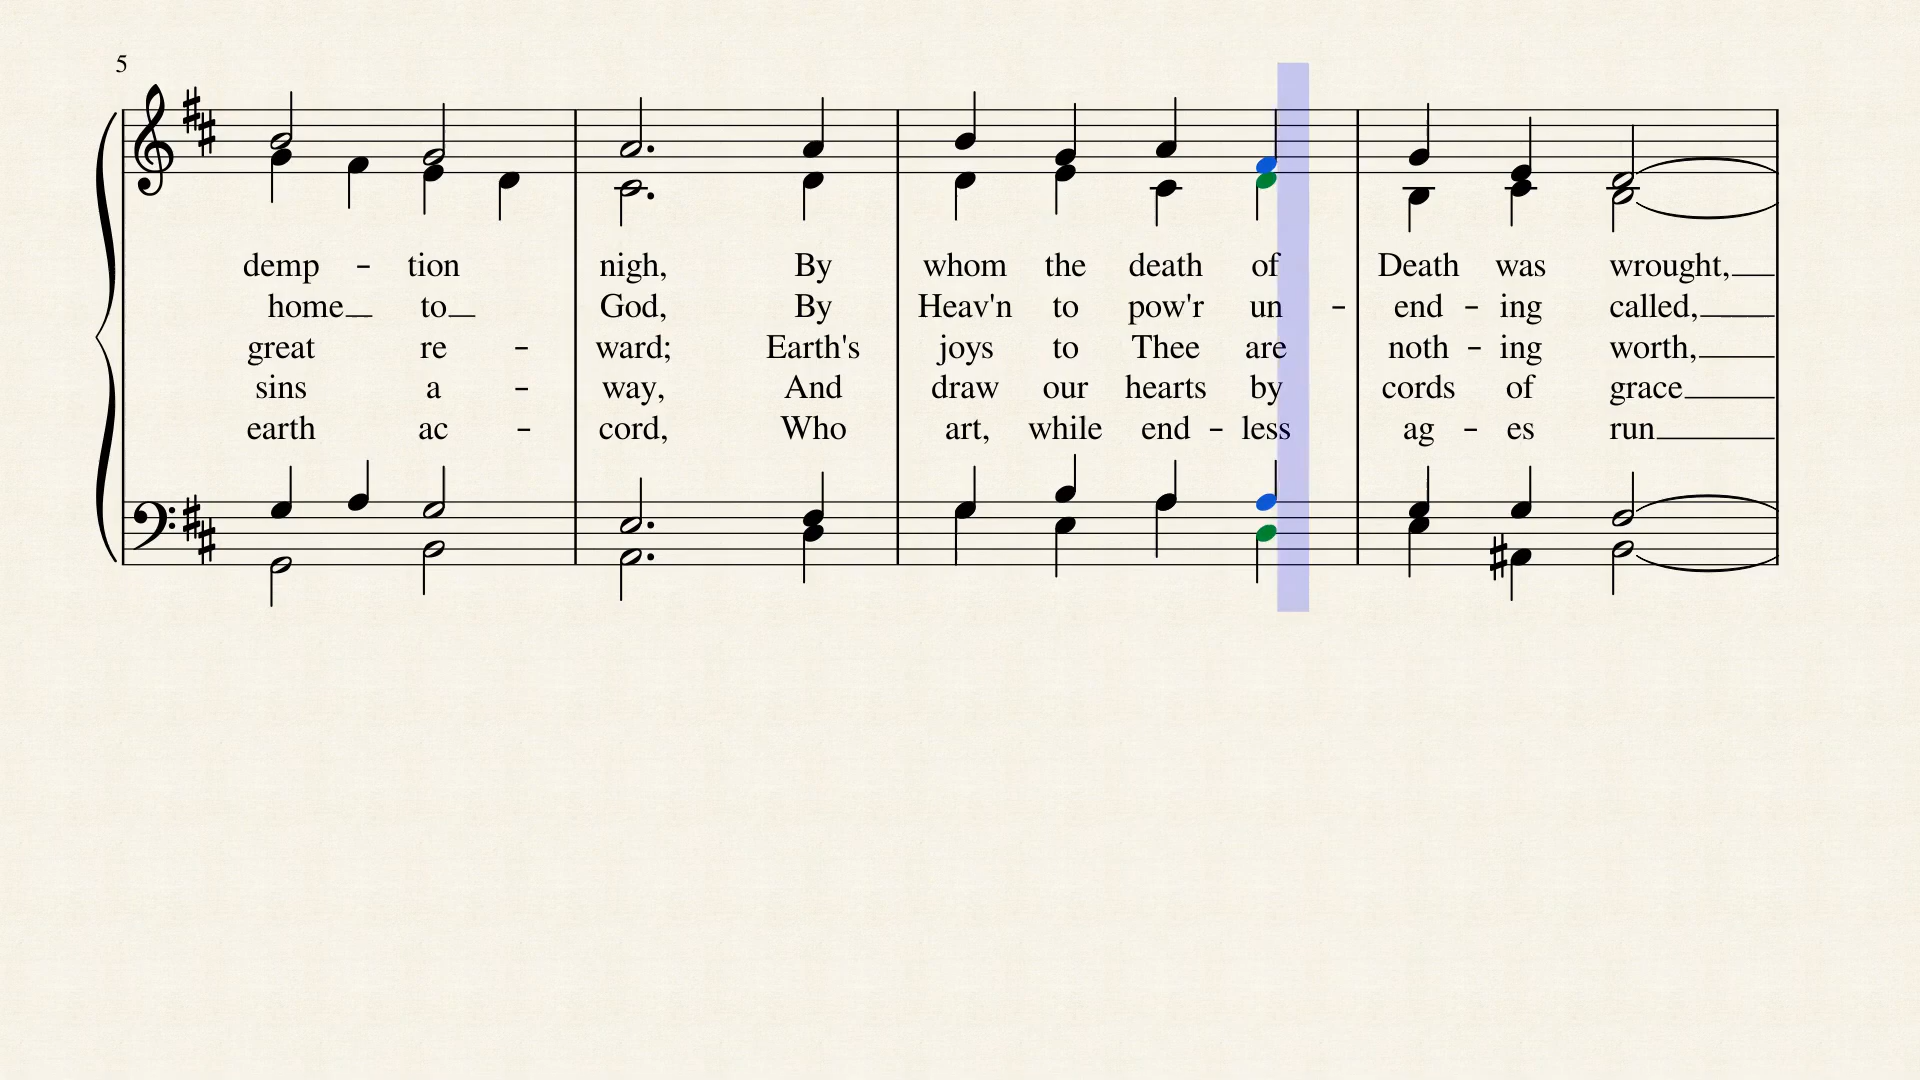 5
demp - tion nigh, By whom the death of Death was wrought,
home to God, By Heav'n to pow'r un - end - ing called,
great re - ward; Earth's joys to Thee are noth - ing worth,
sins a - way, And draw our hearts by cords of grace
earth ac - cord, Who art, while end - less ag - es run